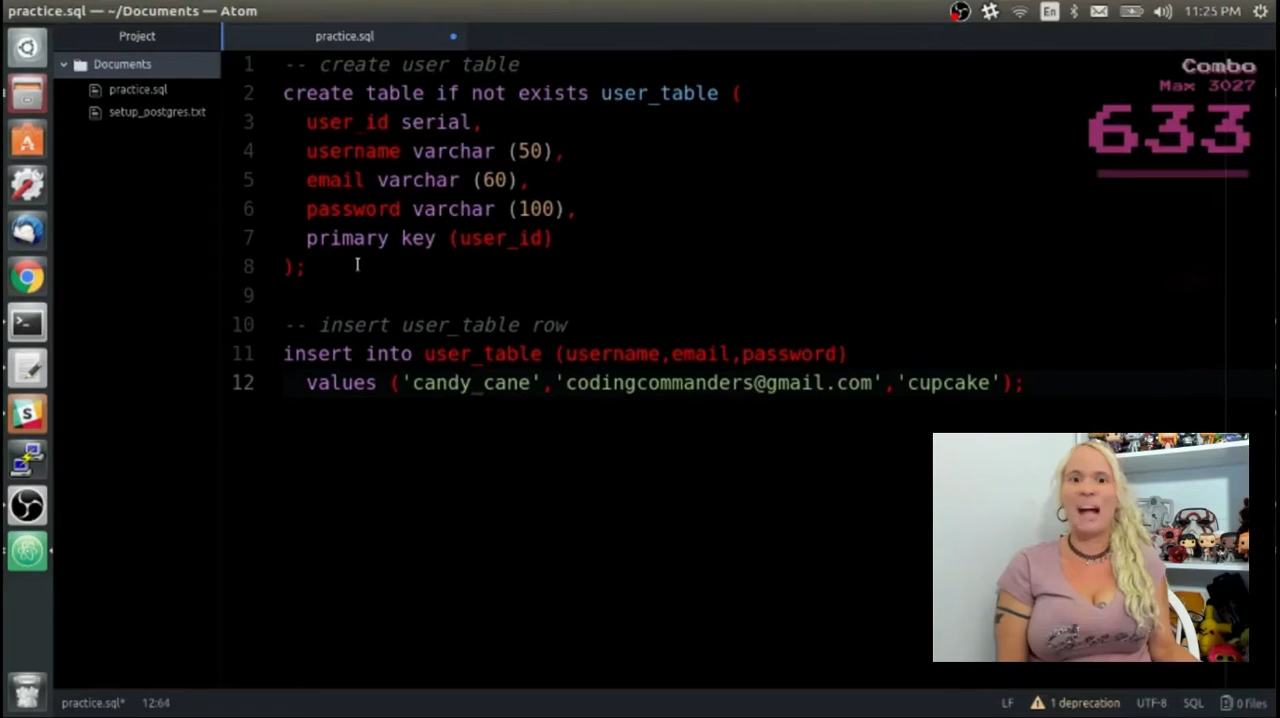 practice.sql — ~/Documents — Atom
En
11:25 PM
Project
practice.sql
Documents
practice.sql
setup_postgres.txt
Combo
Max 3027
633
1 -- create user table
2 create table if not exists user_table (
3 user_id serial,
4 username varchar (50),
5 email varchar (60),
6 password varchar (100),
7 primary key (user_id)
8 );
9
10 -- insert user_table row
11 insert into user_table (username,email,password)
12 values ('candy_cane','codingcommanders@gmail.com','cupcake');
practice.sql* 12:64
LF 1 deprecation UTF-8 SQL 0 files